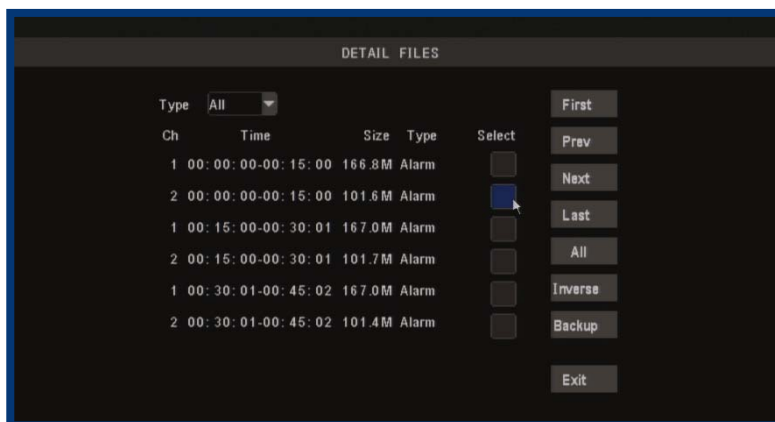 DETAIL FILES
Type All
Ch Time Size Type Select
1 00:00:00-00:15:00 166.8M Alarm
2 00:00:00-00:15:00 101.6M Alarm
1 00:15:00-00:30:01 167.0M Alarm
2 00:15:00-00:30:01 101.7M Alarm
1 00:30:01-00:45:02 167.0M Alarm
2 00:30:01-00:45:02 101.4M Alarm
First
Prev
Next
Last
All
Inverse
Backup
Exit